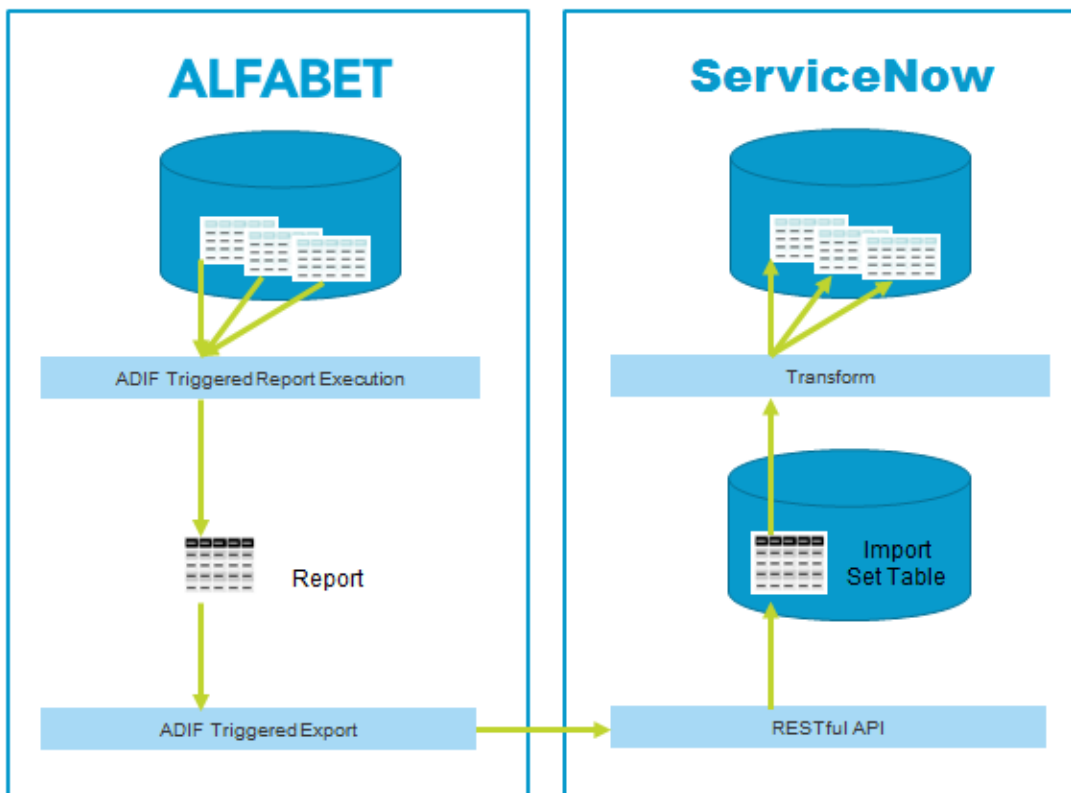 ALFABET
ADIF Triggered Report Execution
Report
ADIF Triggered Export
ServiceNow
Transform
Import
Set Table
RESTful API